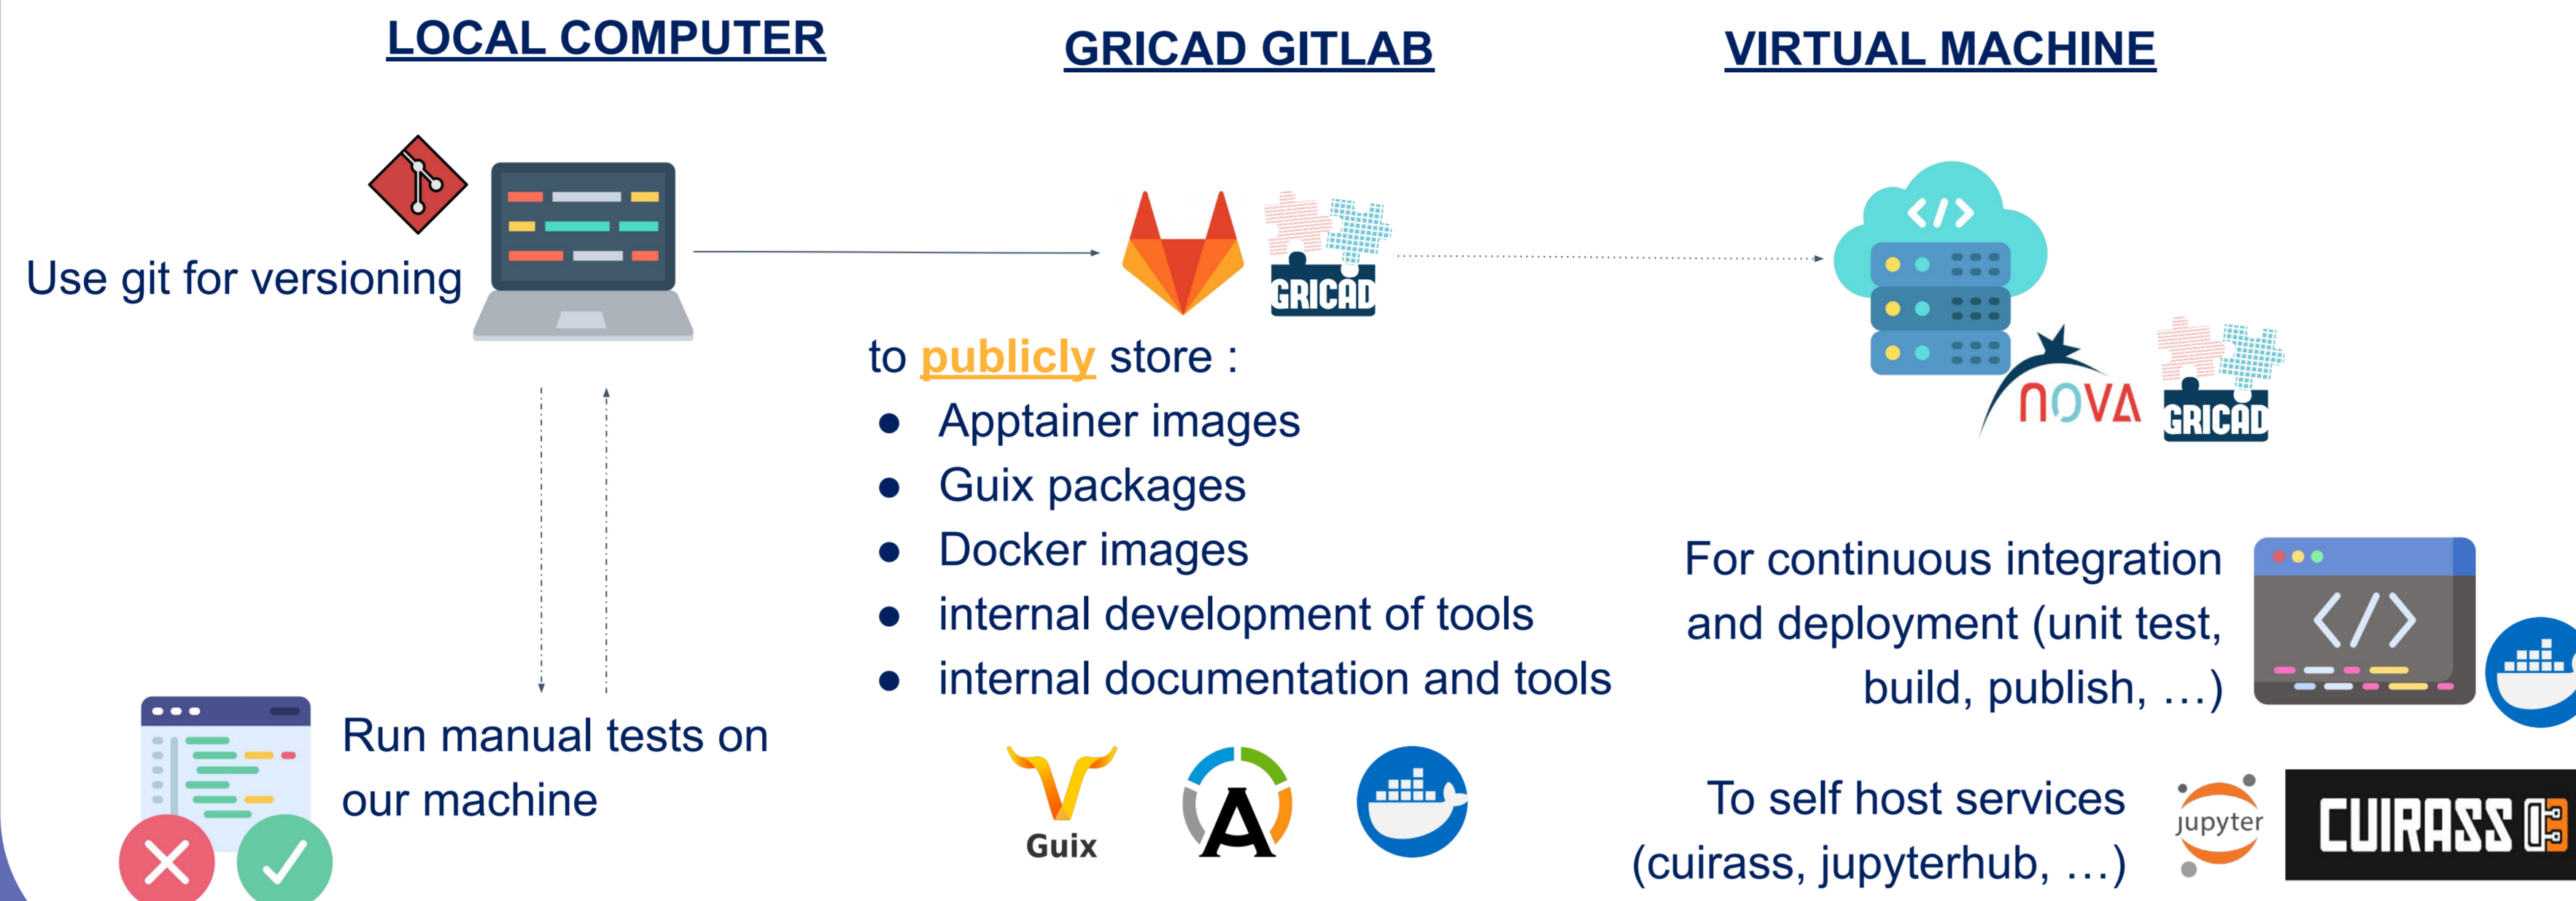 LOCAL COMPUTER
GRICAD GITLAB
VIRTUAL MACHINE
Use git for versioning
GRICAD
to publicly store :
● Apptainer images
● Guix packages
● Docker images
● internal development of tools
● internal documentation and tools
Guix
A
Run manual tests on
our machine
</>
NOVA
GRICAD
For continuous integration
and deployment (unit test,
build, publish, …)
</>
To self host services
(cuirass, jupyterhub, …)
jupyter
CUIRASS